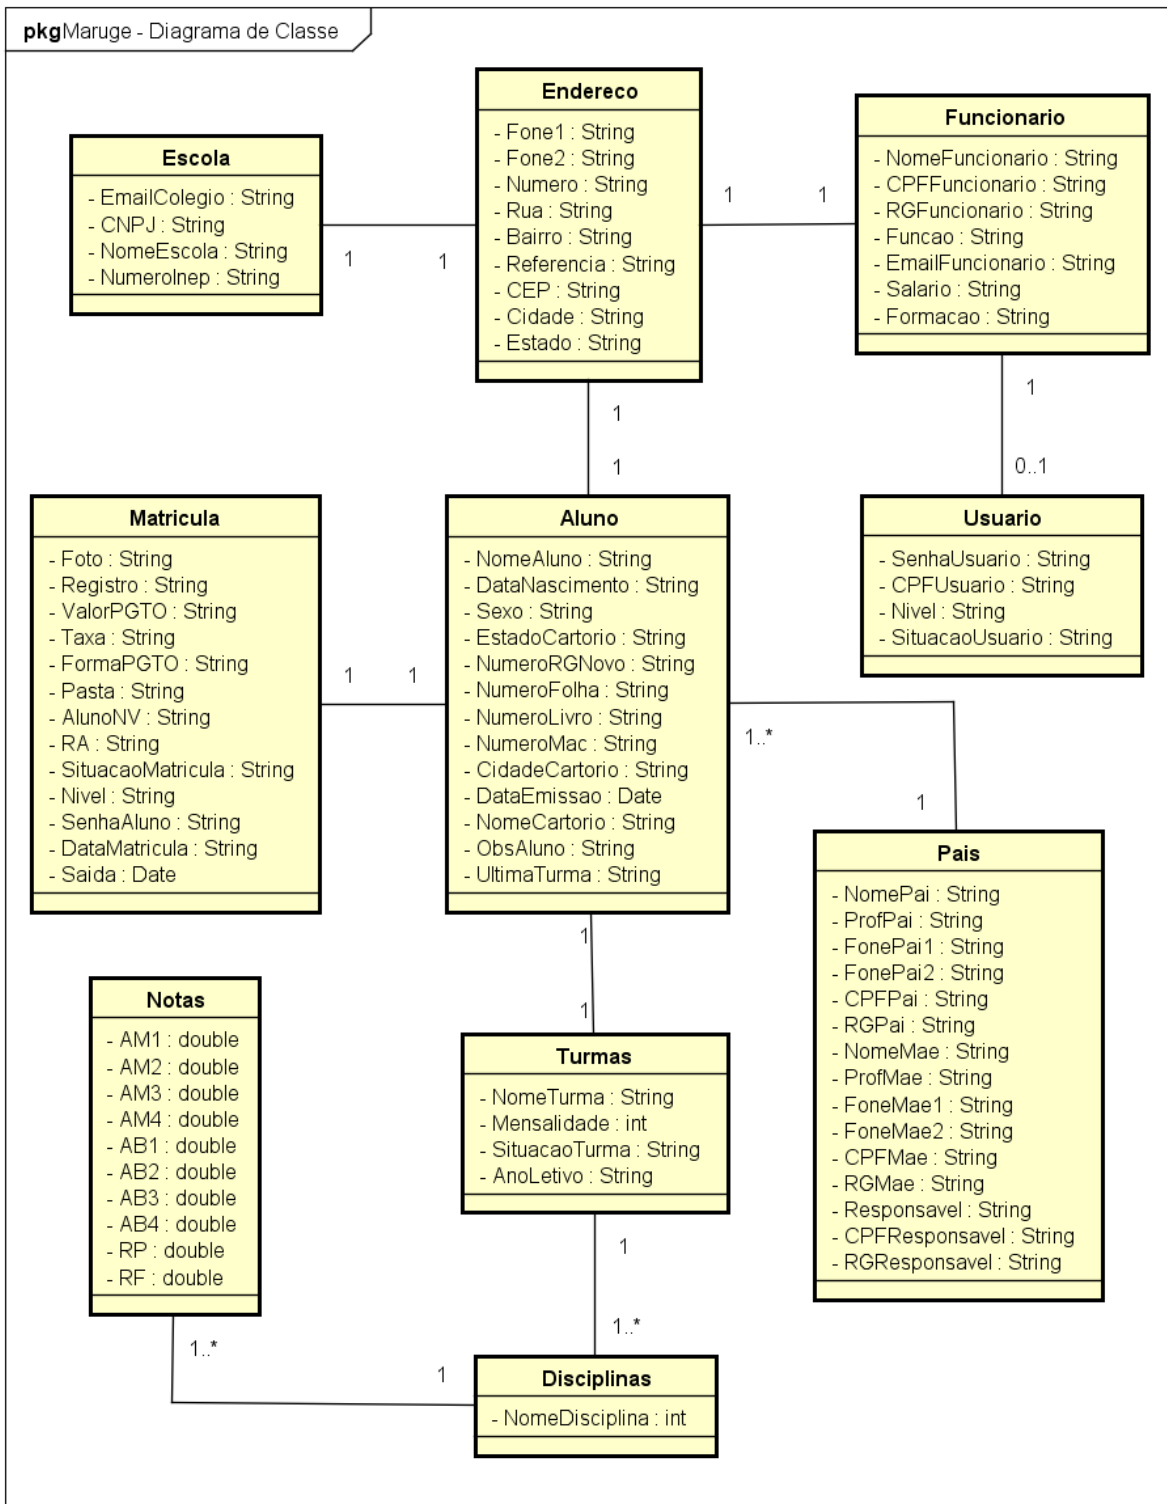 pkgMaruge - Diagrama de Classe
Endereco
- Fone1 : String
- Fone2 : String
- Numero : String
- Rua : String
- Bairro : String
- Referencia : String
- CEP : String
- Cidade : String
- Estado : String
Funcionario
- NomeFuncionario : String
- CPFFuncionario : String
- RGFuncionario : String
- Funcao : String
- EmailFuncionario : String
- Salario : String
- Formacao : String
Escola
- EmailColegio : String
- CNPJ : String
- NomeEscola : String
- NumeroInep : String
1
1
1
1
1
1
1
0..1
Matricula
- Foto : String
- Registro : String
- ValorPGTO : String
- Taxa : String
- FormaPGTO : String
- Pasta : String
- AlunoNV : String
- RA : String
- SituacaoMatricula : String
- Nivel : String
- SenhaAluno : String
- DataMatricula : String
- Saida : Date
1
1
Aluno
- NomeAluno : String
- DataNascimento : String
- Sexo : String
- EstadoCartorio : String
- NumeroRGNovo : String
- NumeroFolha : String
- NumeroLivro : String
- NumeroMac : String
- CidadeCartorio : String
- DataEmissao : Date
- NomeCartorio : String
- ObsAluno : String
- UltimaTurma : String
Usuario
- SenhaUsuario : String
- CPFUsuario : String
- Nivel : String
- SituacaoUsuario : String
1..*
1
Pais
- NomePai : String
- ProfPai : String
- FonePai1 : String
- FonePai2 : String
- CPFPai : String
- RGPai : String
- NomeMae : String
- ProfMae : String
- FoneMae1 : String
- FoneMae2 : String
- CPFMae : String
- RGMae : String
- Responsavel : String
- CPFResponsavel : String
- RGResponsavel : String
1
1
Notas
- AM1 : double
- AM2 : double
- AM3 : double
- AM4 : double
- AB1 : double
- AB2 : double
- AB3 : double
- AB4 : double
- RP : double
- RF : double
Turmas
- NomeTurma : String
- Mensalidade : int
- SituacaoTurma : String
- AnoLetivo : String
1
1..*
1..*
1
Disciplinas
- NomeDisciplina : int